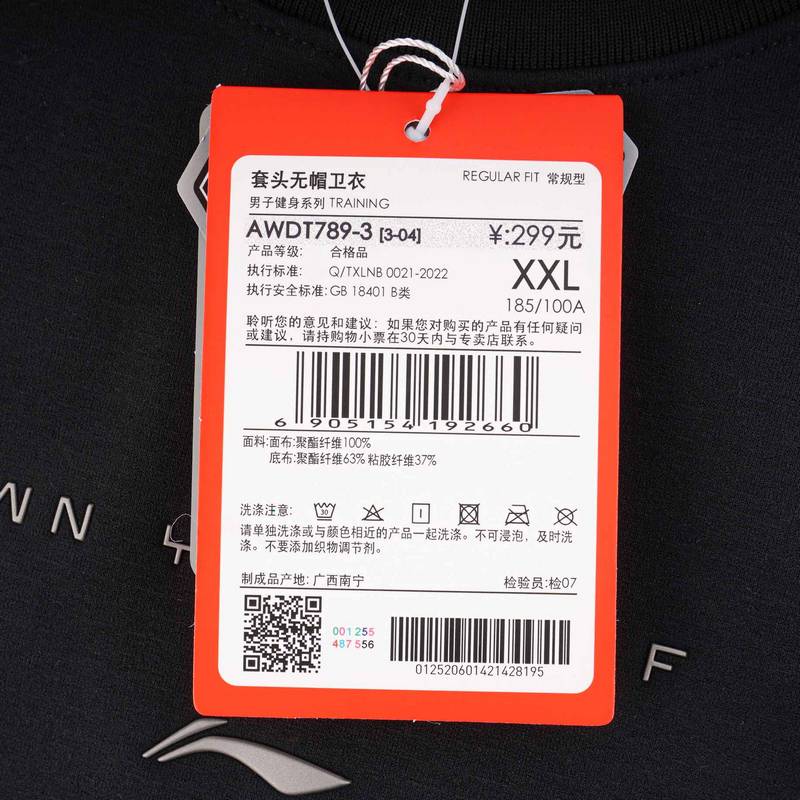 套头无帽卫衣
REGULAR FIT 常规型
男子健身系列 TRAINING
AWDT789-3 [3-04]
¥:299元
产品等级: 合格品
执行标准: Q/TXLNB 0021-2022
XXL
执行安全标准: GB 18401 B类
185/100A
聆听您的意见和建议: 如果您对购买的产品有任何疑问
或建议, 请持购物小票在30天内与专卖店联系。
6 905154 192660
面料: 面布: 聚酯纤维100%
底布: 聚酯纤维63% 粘胶纤维37%
洗涤注意: 30
请单独洗涤或与颜色相近的产品一起洗涤。不可浸泡, 及时洗
涤。不要添加织物调节剂。
制成品产地: 广西南宁
检验员: 检07
001255
487556
012520601421428195
WN
F